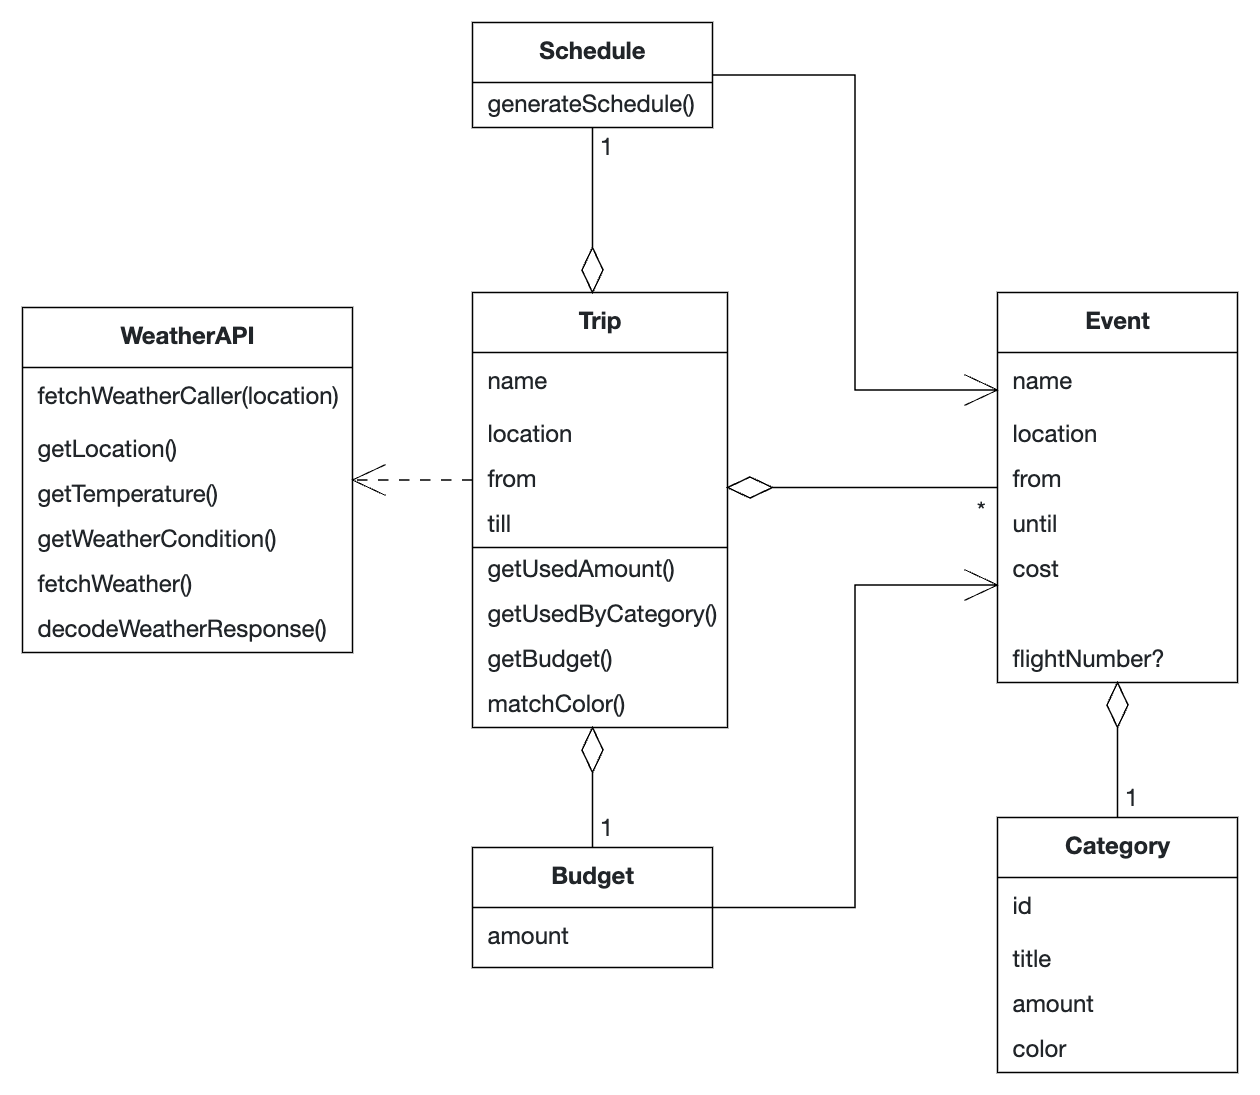 Schedule
generateSchedule()
1
WeatherAPI
fetchWeatherCaller(location)
getLocation()
getTemperature()
getWeatherCondition()
fetchWeather()
decodeWeatherResponse()
Trip
name
location
from
till
getUsedAmount()
getUsedByCategory()
getBudget()
matchColor()
*
Event
name
location
from
until
cost
flightNumber?
1
Budget
amount
1
Category
id
title
amount
color